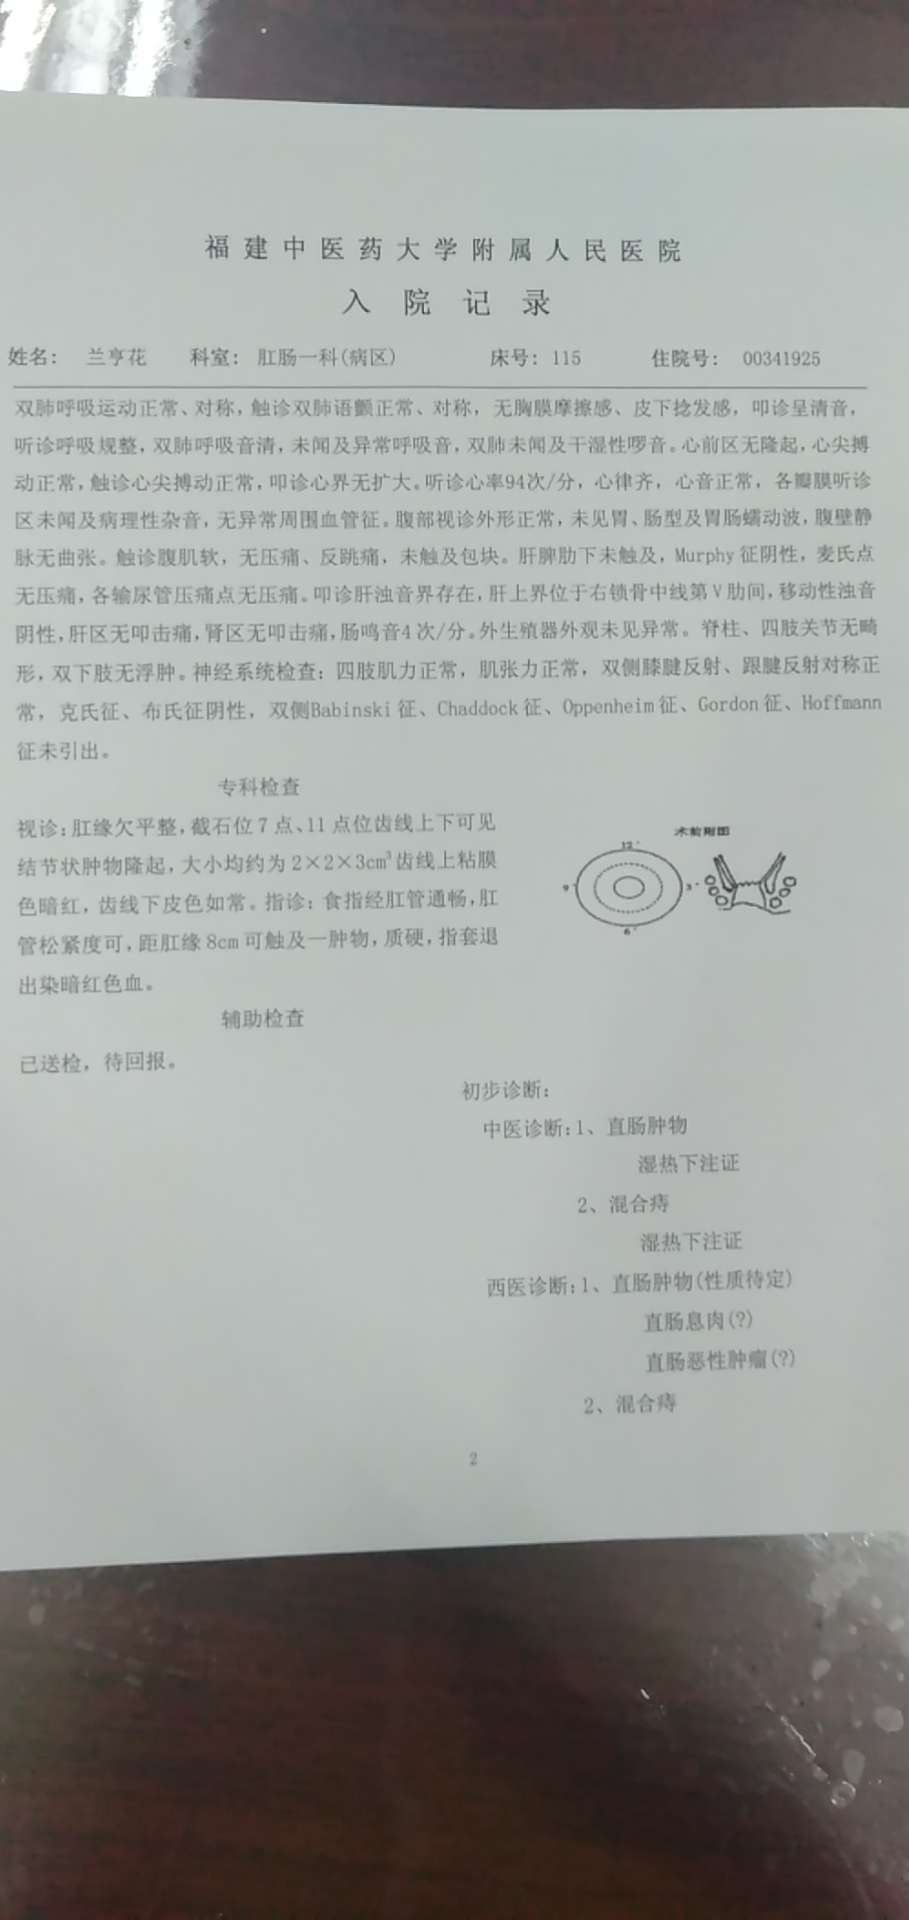 福建中医药大学附属人民医院
入院记录
姓名: 兰亨花 科室: 肛肠一科(病区) 床号: 115 住院号: 00341925
双肺呼吸运动正常、对称，触诊双肺语颤正常、对称，无胸膜摩擦感、皮下捻发感，叩诊呈清音，
听诊呼吸规整，双肺呼吸音清，未闻及异常呼吸音，双肺未闻及干湿性啰音。心前区无隆起，心尖搏
动正常，触诊心尖搏动正常，叩诊心界无扩大。听诊心率94次/分，心律齐，心音正常，各瓣膜听诊
区未闻及病理性杂音，无异常周围血管征。腹部视诊外形正常，未见胃、肠型及胃肠蠕动波，腹壁静
脉无曲张。触诊腹肌软，无压痛、反跳痛，未触及包块。肝脾肋下未触及，Murphy征阴性，麦氏点
无压痛，各输尿管压痛点无压痛。叩诊肝浊音界存在，肝上界位于右锁骨中线第V肋间，移动性浊音
阴性，肝区无叩击痛，肾区无叩击痛，肠鸣音4次/分。外生殖器外观未见异常。脊柱、四肢关节无畸
形，双下肢无浮肿。神经系统检查：四肢肌力正常，肌张力正常，双侧膝腱反射、跟腱反射对称正
常，克氏征、布氏征阴性，双侧Babinski征、Chaddock征、Oppenheim征、Gordon征、Hoffmann
征未引出。
专科检查
视诊：肛缘欠平整，截石位7点、11点位齿线上下可见
结节状肿物隆起，大小均约为2×2×3cm³齿线上粘膜
色暗红，齿线下皮色如常。指诊：食指经肛管通畅，肛
管松紧度可，距肛缘8cm可触及一肿物，质硬，指套退
出染暗红色血。
术前附图
12
9
3
6
辅助检查
已送检，待回报。
初步诊断：
中医诊断：1、直肠肿物
湿热下注证
2、混合痔
湿热下注证
西医诊断：1、直肠肿物(性质待定)
直肠息肉(?)
直肠恶性肿瘤(?)
2、混合痔
2